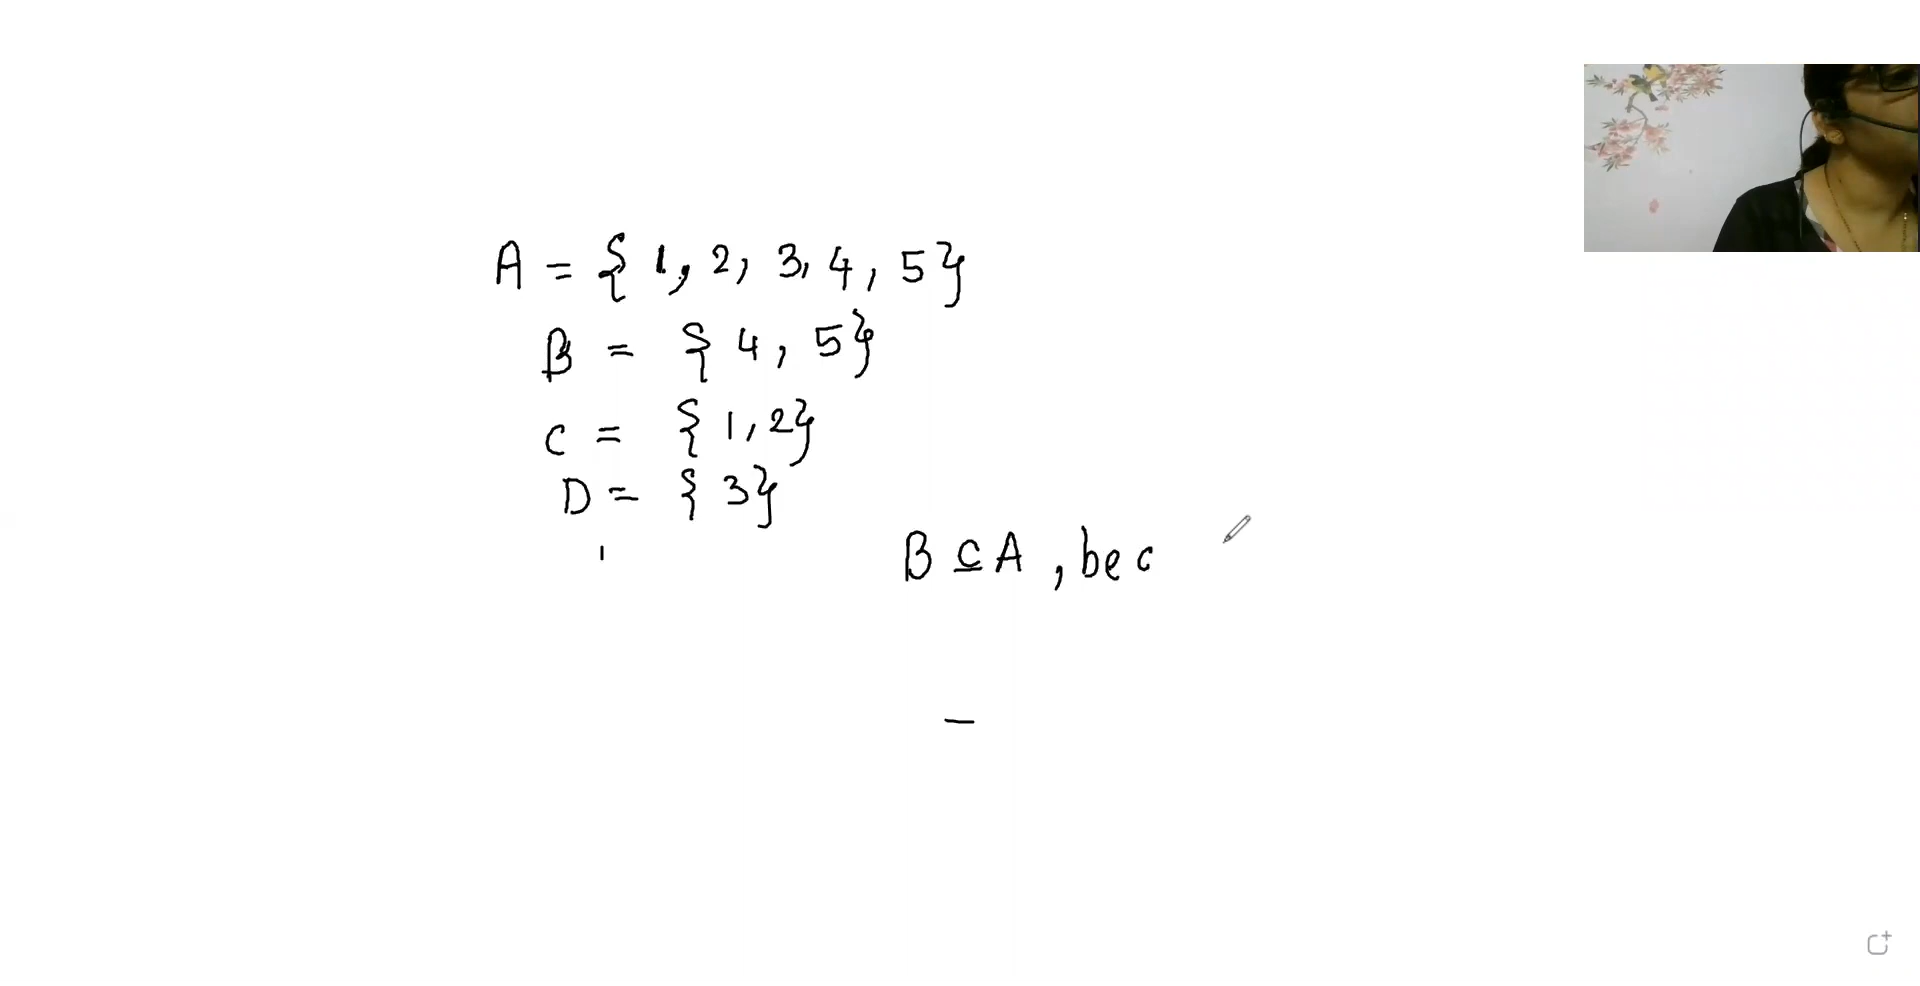 A = { 1, 2, 3, 4, 5}
B = { 4, 5}
C = { 1, 2}
D = { 3}
B ⊆ A , bec